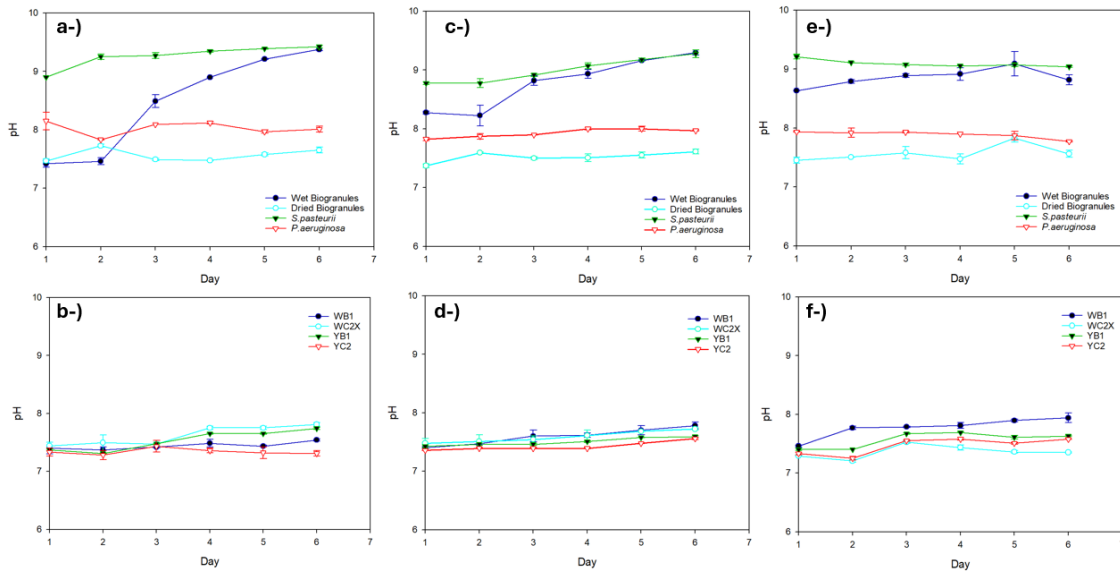 a-)
10
9
8
7
6
pH
1
2
3
4
5
6
7
Day
Wet Biogranules
Dried Biogranules
S.pasteurii
P.aeruginosa
c-)
10
9
8
7
6
pH
1
2
3
4
5
6
7
Day
Wet Biogranules
Dried Biogranules
S.pasteurii
P.aeruginosa
e-)
10
9
8
7
6
pH
1
2
3
4
5
6
Day
Wet Biogranules
Dried Biogranules
S.pasteurii
P.aeruginosa
b-)
10
9
8
7
6
pH
1
2
3
4
5
6
7
Day
WB1
WC2X
YB1
YC2
d-)
10
9
8
7
6
pH
1
2
3
4
5
6
7
Day
WB1
WC2X
YB1
YC2
f-)
10
9
8
7
6
pH
1
2
3
4
5
6
7
Day
WB1
WC2X
YB1
YC2